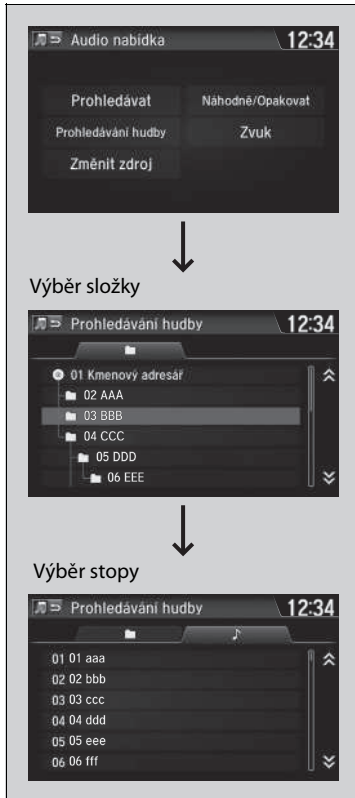 Audio nabídka 12:34
Prohledávat Náhodně/Opakovat
Prohledávání hudby Zvuk
Změnit zdroj
Výběr složky
Prohledávání hudby 12:34
01 Kmenový adresář
02 AAA
03 BBB
04 CCC
05 DDD
06 EEE
Výběr stopy
Prohledávání hudby 12:34
01 01 aaa
02 02 bbb
03 03 ccc
04 04 ddd
05 05 eee
06 06 fff